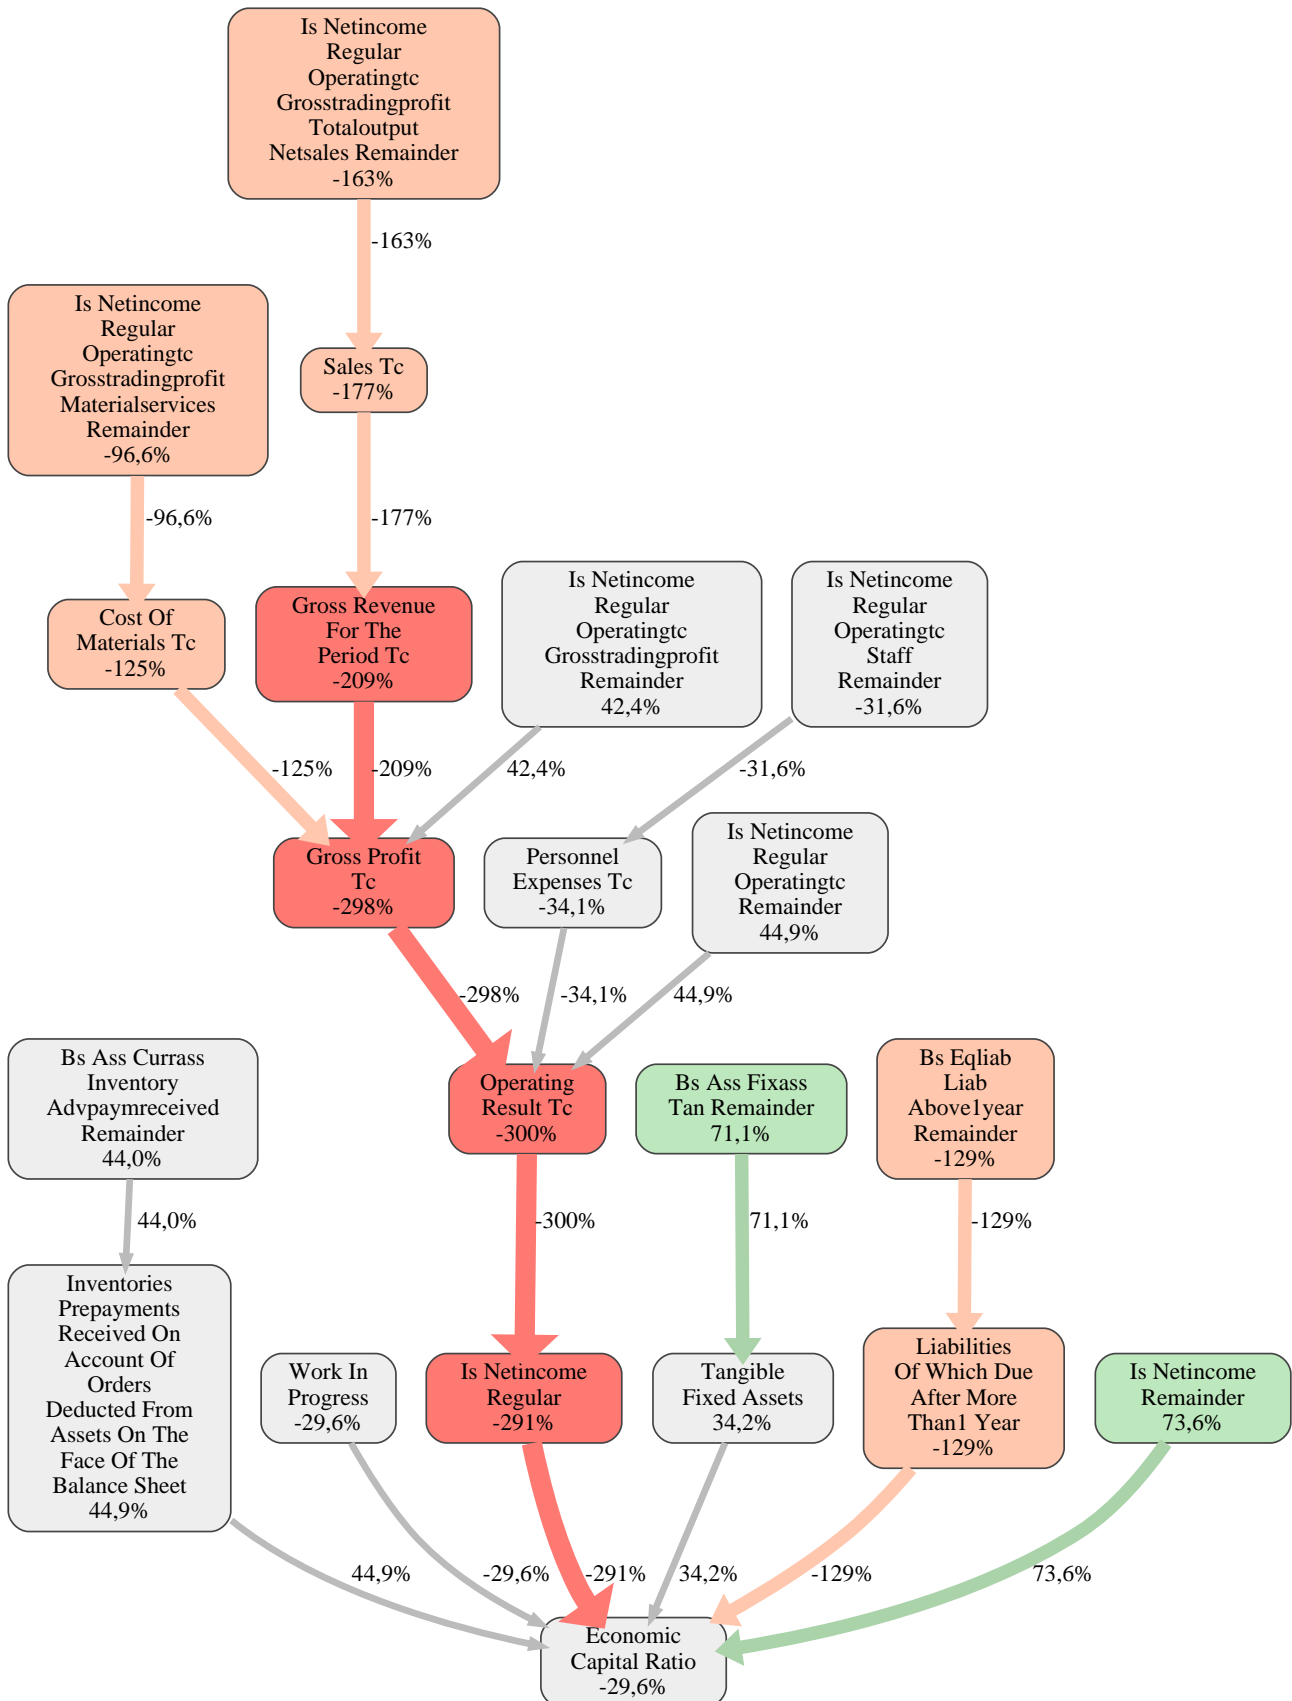 Is Netincome
Regular
Operatingtc
Grosstradingprofit
Totaloutput
Netsales Remainder
-163%
-163%
Is Netincome
Regular
Operatingtc
Grosstradingprofit
Materialservices
Remainder
-96,6%
Sales Tc
-177%
-96,6%
-177%
Cost Of
Materials Tc
-125%
Gross Revenue
For The
Period Tc
-209%
Is Netincome
Regular
Operatingtc
Grosstradingprofit
Remainder
42,4%
Is Netincome
Regular
Operatingtc
Staff
Remainder
-31,6%
-125%
-209%
42,4%
-31,6%
Gross Profit
Tc
-298%
Personnel
Expenses Tc
-34,1%
Is Netincome
Regular
Operatingtc
Remainder
44,9%
-298%
-34,1%
44,9%
Bs Ass Currass
Inventory
Advpaymreceived
Remainder
44,0%
Operating
Result Tc
-300%
Bs Ass Fixass
Tan Remainder
71,1%
Bs Eqliab
Liab
Above1year
Remainder
-129%
44,0%
-300%
71,1%
-129%
Inventories
Prepayments
Received On
Account Of
Orders
Deducted From
Assets On The
Face Of The
Balance Sheet
44,9%
Work In
Progress
-29,6%
Is Netincome
Regular
-291%
Tangible
Fixed Assets
34,2%
Liabilities
Of Which Due
After More
Than1 Year
-129%
Is Netincome
Remainder
73,6%
44,9%
-29,6%
-291%
34,2%
-129%
73,6%
Economic
Capital Ratio
-29,6%